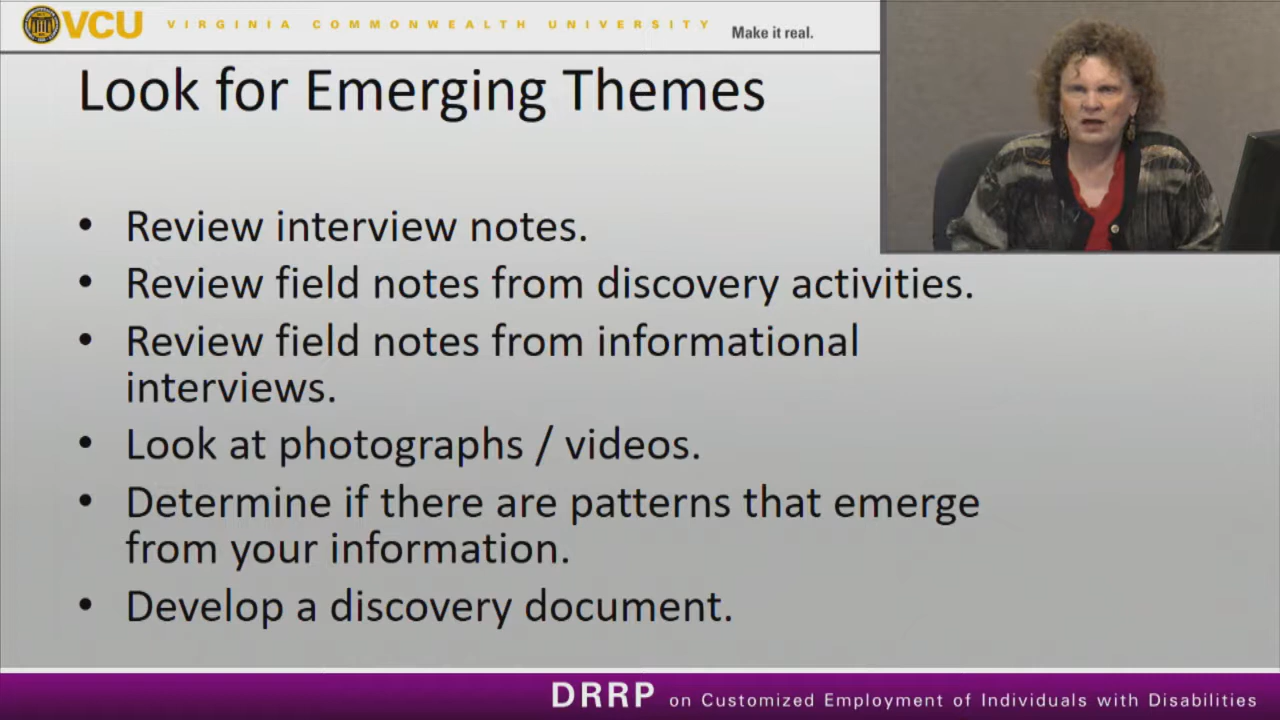 VCU VIRGINIA COMMONWEALTH UNIVERSITY Make it real.
Look for Emerging Themes
• Review interview notes.
• Review field notes from discovery activities.
• Review field notes from informational
interviews.
• Look at photographs / videos.
• Determine if there are patterns that emerge
from your information.
• Develop a discovery document.
DRRP on Customized Employment of Individuals with Disabilities